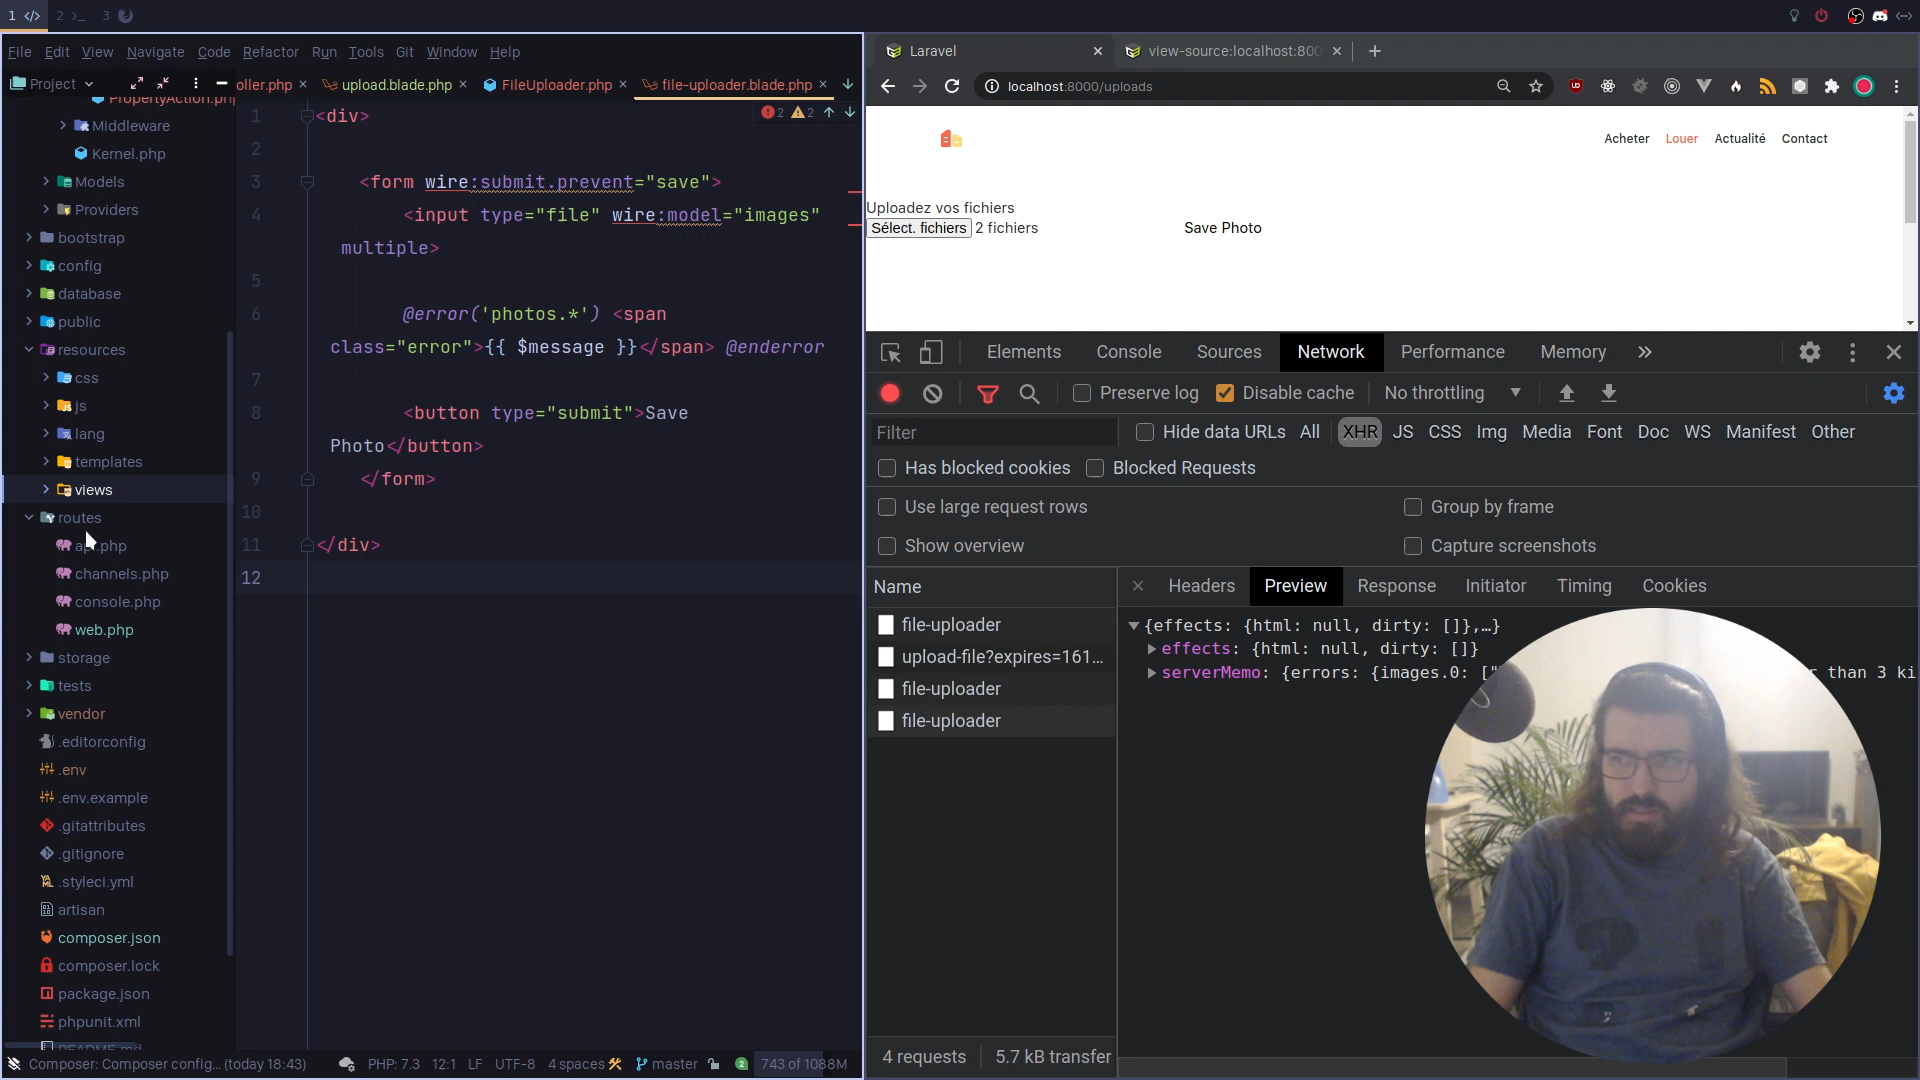 1 </> 2 >_ 3
File Edit View Navigate Code Refactor Run Tools Git Window Help
Project
oller.php × upload.blade.php × FileUploader.php × file-uploader.blade.php ×
PropertyAction.php
Middleware
Kernel.php
Models
Providers
bootstrap
config
database
public
resources
css
js
lang
templates
views
routes
api.php
channels.php
console.php
web.php
storage
tests
vendor
.editorconfig
.env
.env.example
.gitattributes
.gitignore
.styleci.yml
artisan
composer.json
composer.lock
package.json
phpunit.xml
README.md
2 2
1 <div>
2
3 <form wire:submit.prevent="save">
4 <input type="file" wire:model="images"
multiple>
5
6 @error('photos.*') <span
class="error">{{ $message }}</span> @enderror
7
8 <button type="submit">Save
Photo</button>
9 </form>
10
11 </div>
12
Composer: Composer config... (today 18:43) PHP: 7.3 12:1 LF UTF-8 4 spaces master 2 743 of 1088M
Laravel × view-source:localhost:800 × +
localhost:8000/uploads
Acheter Louer Actualité Contact
Uploadez vos fichiers
Sélect. fichiers 2 fichiers Save Photo
Elements Console Sources Network Performance Memory »
Preserve log Disable cache No throttling
Filter Hide data URLs All XHR JS CSS Img Media Font Doc WS Manifest Other
Has blocked cookies Blocked Requests
Use large request rows Group by frame
Show overview Capture screenshots
Name
file-uploader
upload-file?expires=161...
file-uploader
file-uploader
4 requests 5.7 kB transfer
× Headers Preview Response Initiator Timing Cookies
{effects: {html: null, dirty: []},…}
effects: {html: null, dirty: []}
serverMemo: {errors: {images.0: [" than 3 ki